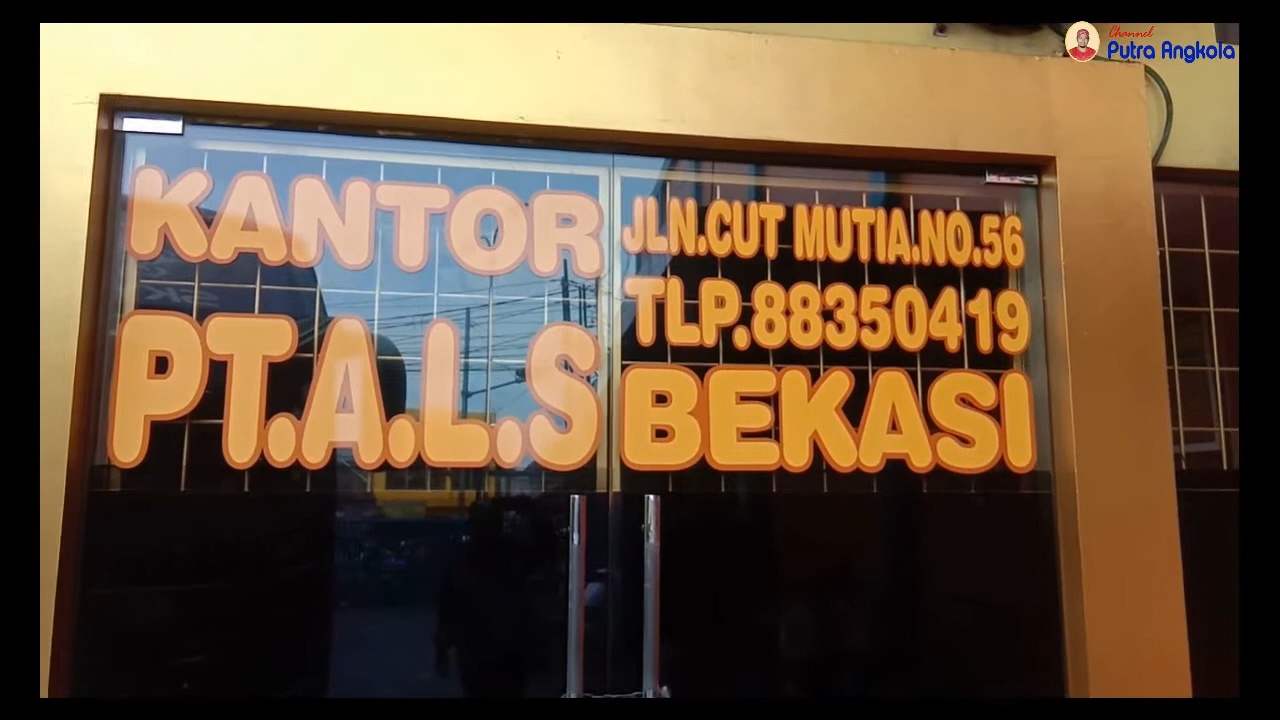 Channel
Putra Angkola
KANTOR
PT.A.L.S
JLN.CUT MUTIA.NO.56
TLP.88350419
BEKASI